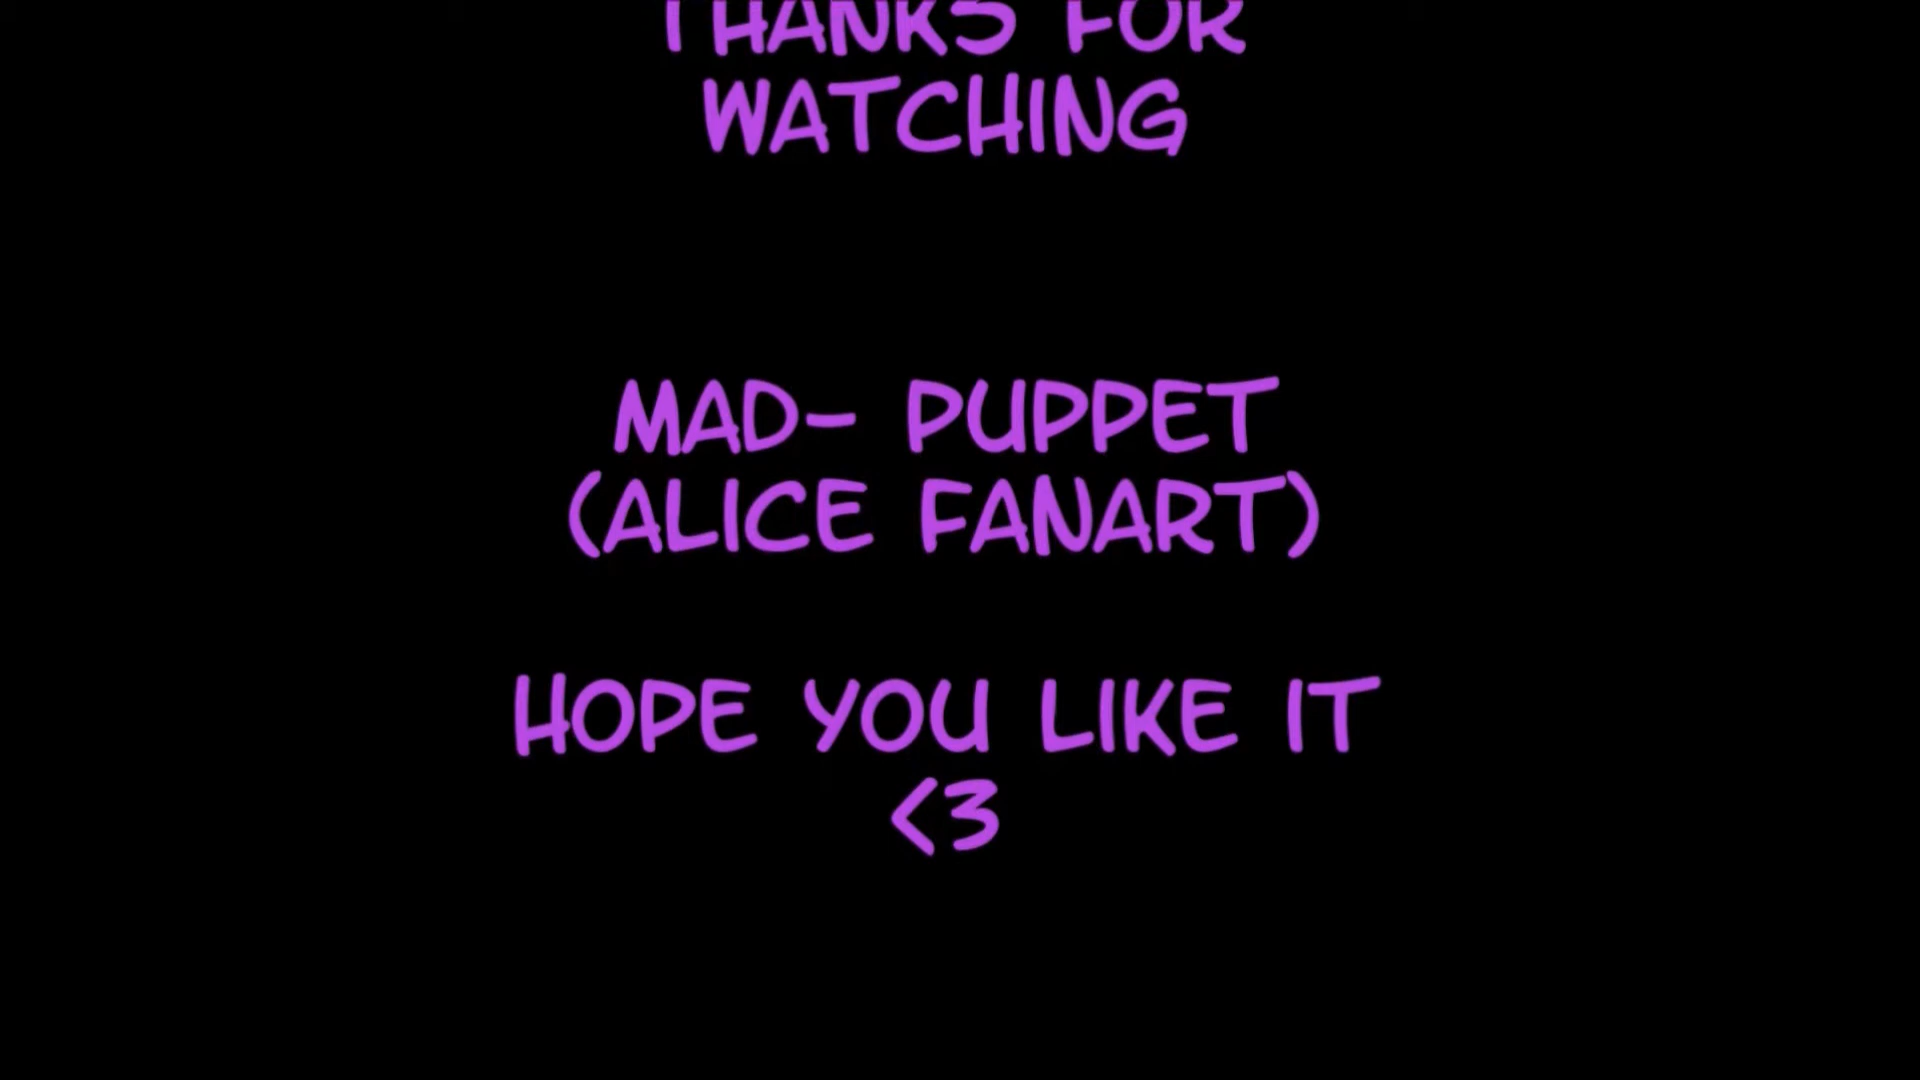 THANKS FOR
WATCHING
MAD- PUPPET
(ALICE FANART)
HOPE YOU LIKE IT
<3